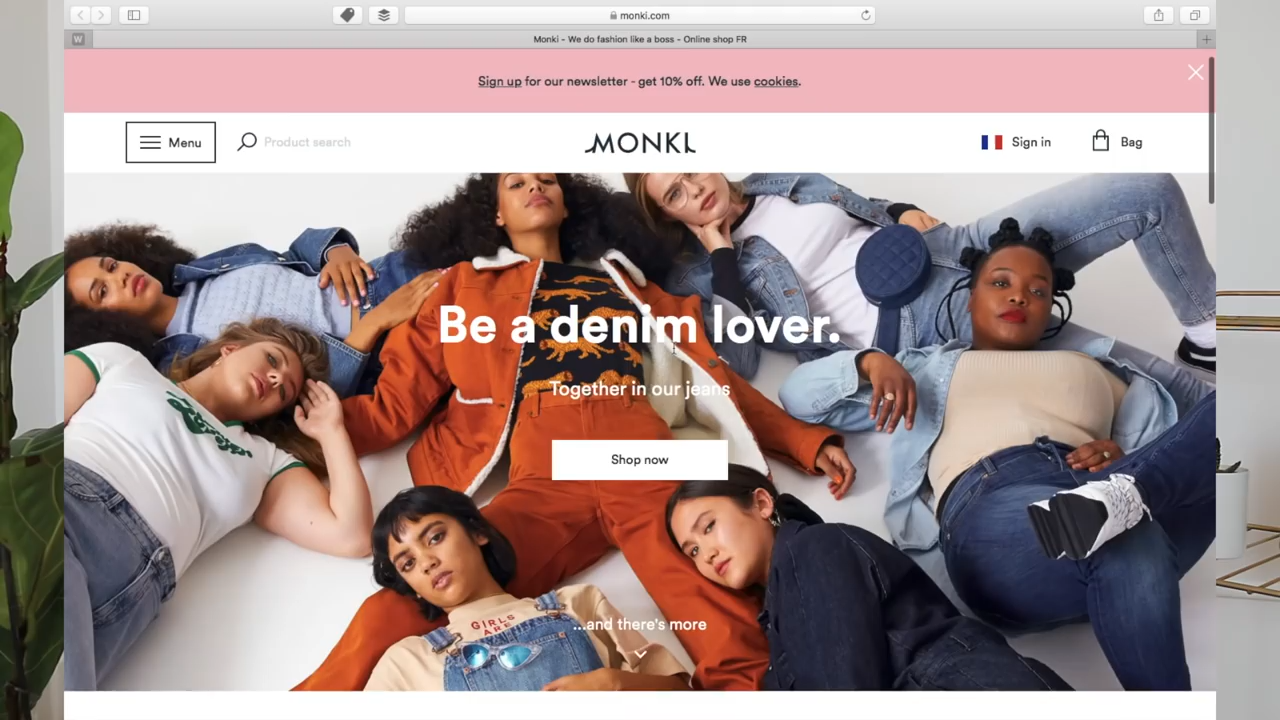 monki.com
W
Monki - We do fashion like a boss - Online shop FR
Sign up for our newsletter - get 10% off. We use cookies.
Menu
Product search
MONKI
Sign in
Bag
Be a denim lover.
Together in our jeans
Shop now
GIRLS
ARE
...and there's more